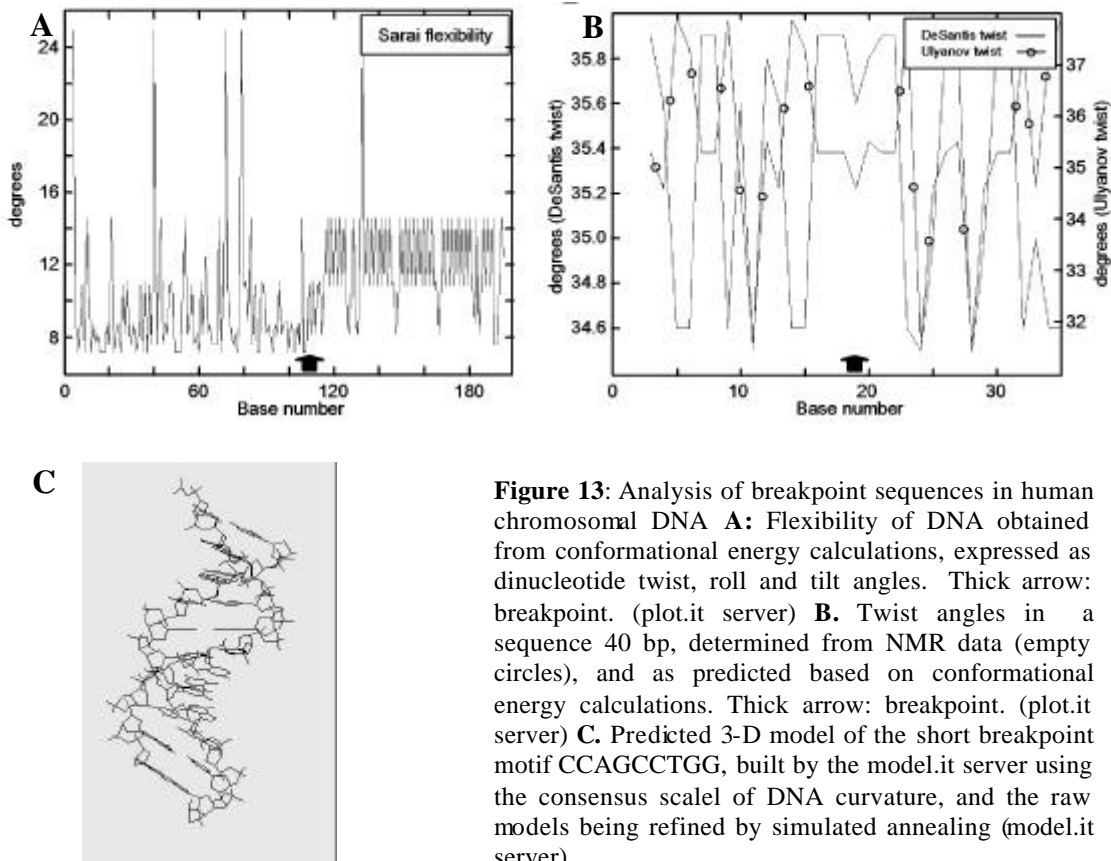 A
Sarai flexibility
degrees
24
20
16
12
8
0 60 120 180
Base number
B
DeSantis twist
Ulyanov twist
degrees (DeSantis twist)
35.8
35.6
35.4
35.2
35.0
34.8
34.6
degrees (Ulyanov twist)
37
36
35
34
33
32
0 10 20 30
Base number
C
Figure 13: Analysis of breakpoint sequences in human
chromosomal DNA A: Flexibility of DNA obtained
from conformational energy calculations, expressed as
dinucleotide twist, roll and tilt angles. Thick arrow:
breakpoint. (plot.it server) B. Twist angles in a
sequence 40 bp, determined from NMR data (empty
circles), and as predicted based on conformational
energy calculations. Thick arrow: breakpoint. (plot.it
server) C. Predicted 3-D model of the short breakpoint
motif CCAGCCTGG, built by the model.it server using
the consensus scalel of DNA curvature, and the raw
models being refined by simulated annealing (model.it
server)